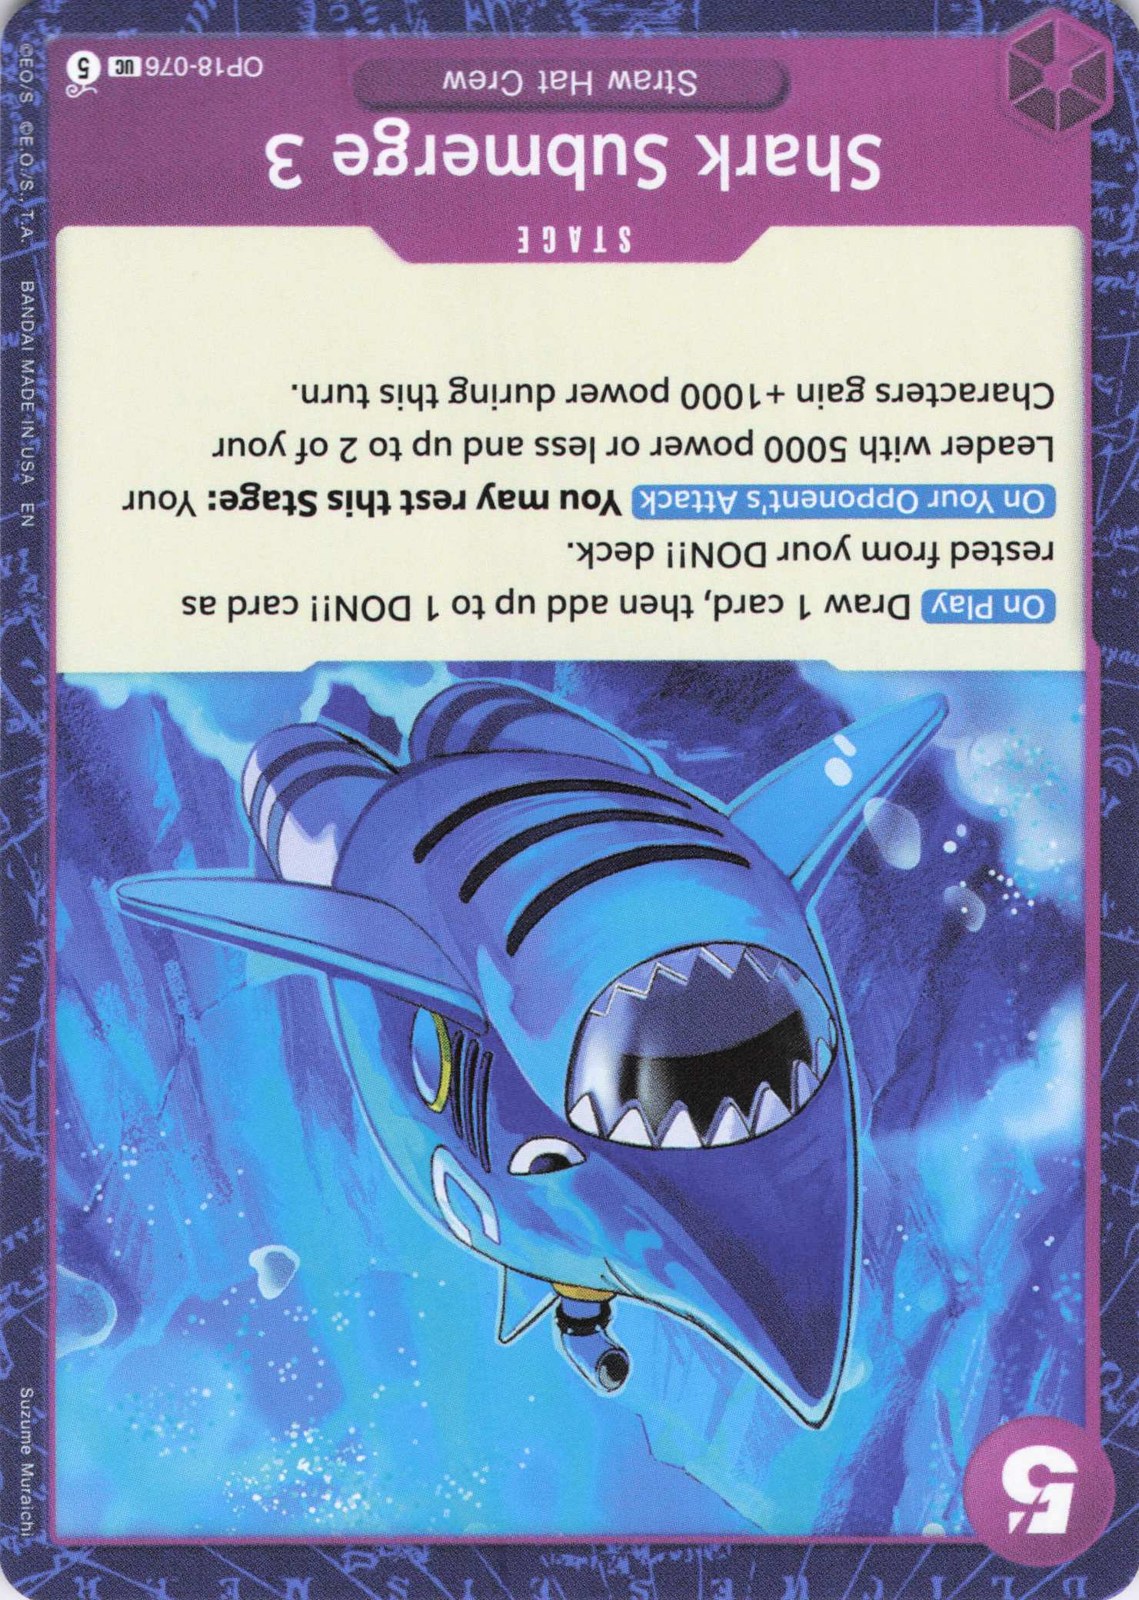 5
On Play Draw 1 card, then add up to 1 DON!! card as
rested from your DON!! deck.
On Your Opponent's Attack You may rest this Stage: Your
Leader with 5000 power or less and up to 2 of your
Characters gain +1000 power during this turn.
STAGE
Shark Submerge 3
Straw Hat Crew
OP18-076 UC 5
Suzume Muraichi
©EO/S ©E.O./S., T.A. BANDAI MADE IN USA EN